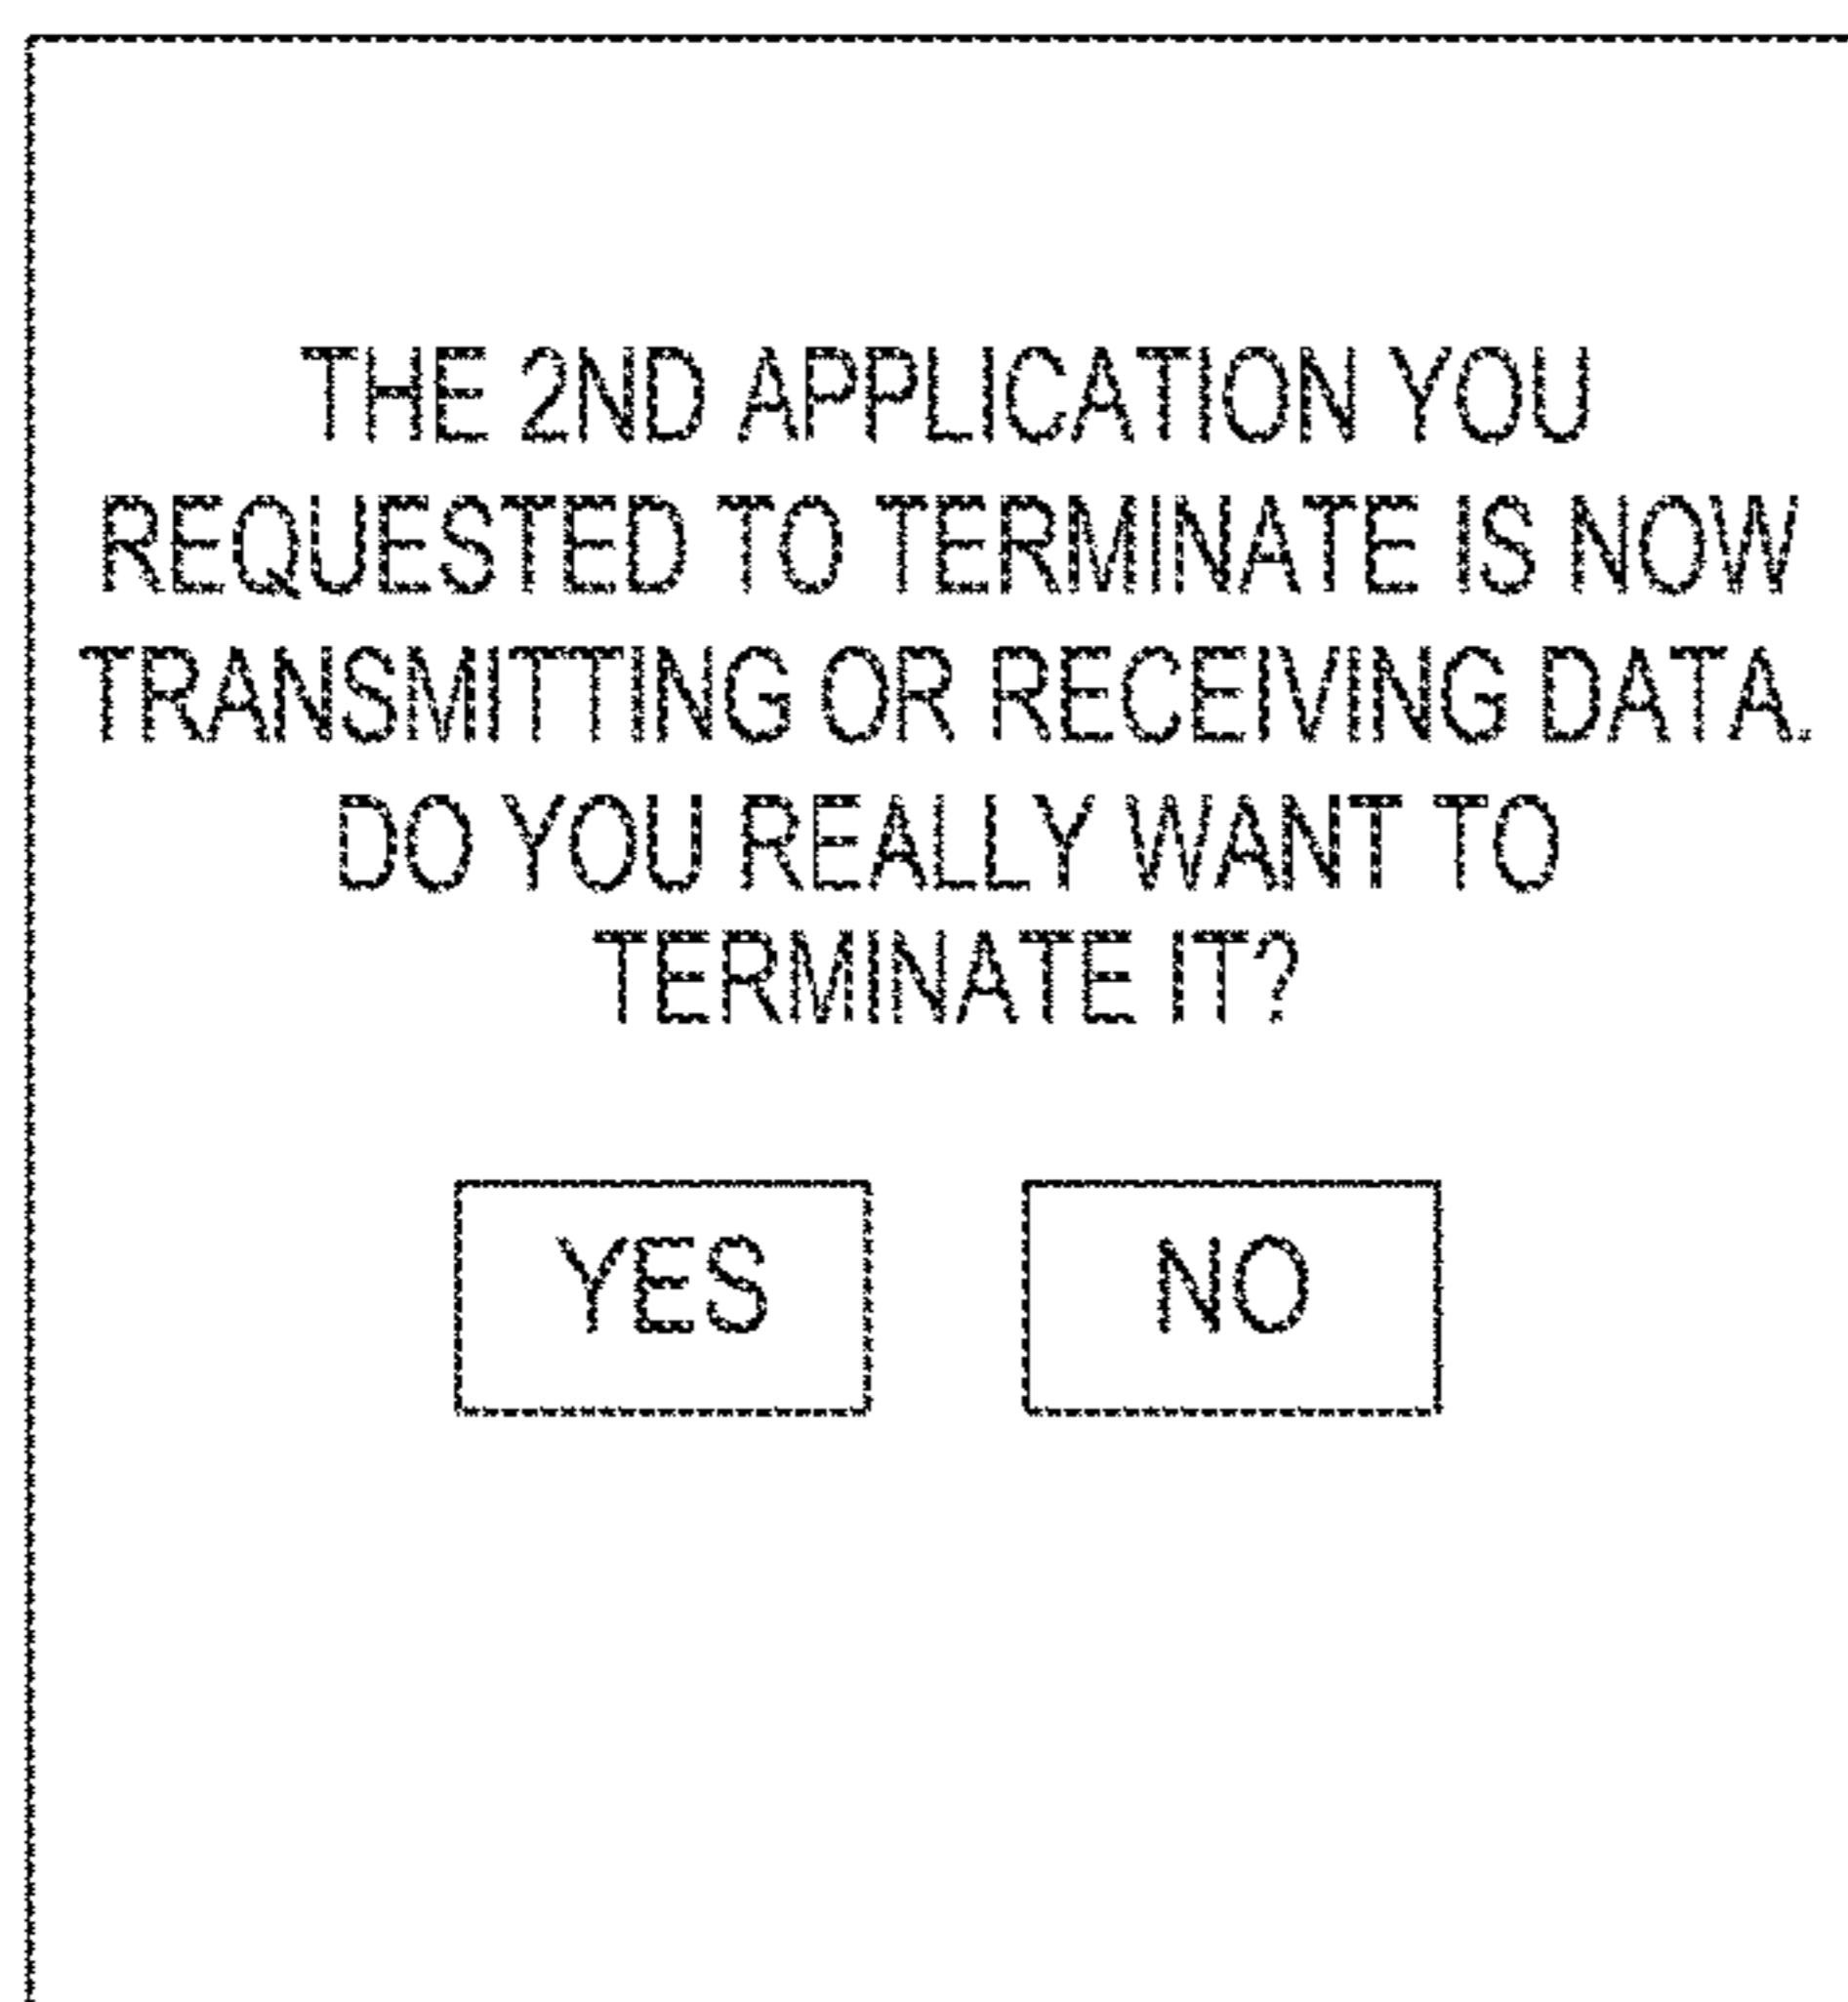 THE 2ND APPLICATION YOU
REQUESTED TO TERMINATE IS NOW
TRANSMITTING OR RECEIVING DATA.
DO YOU REALLY WANT TO
TERMINATE IT?
YES NO